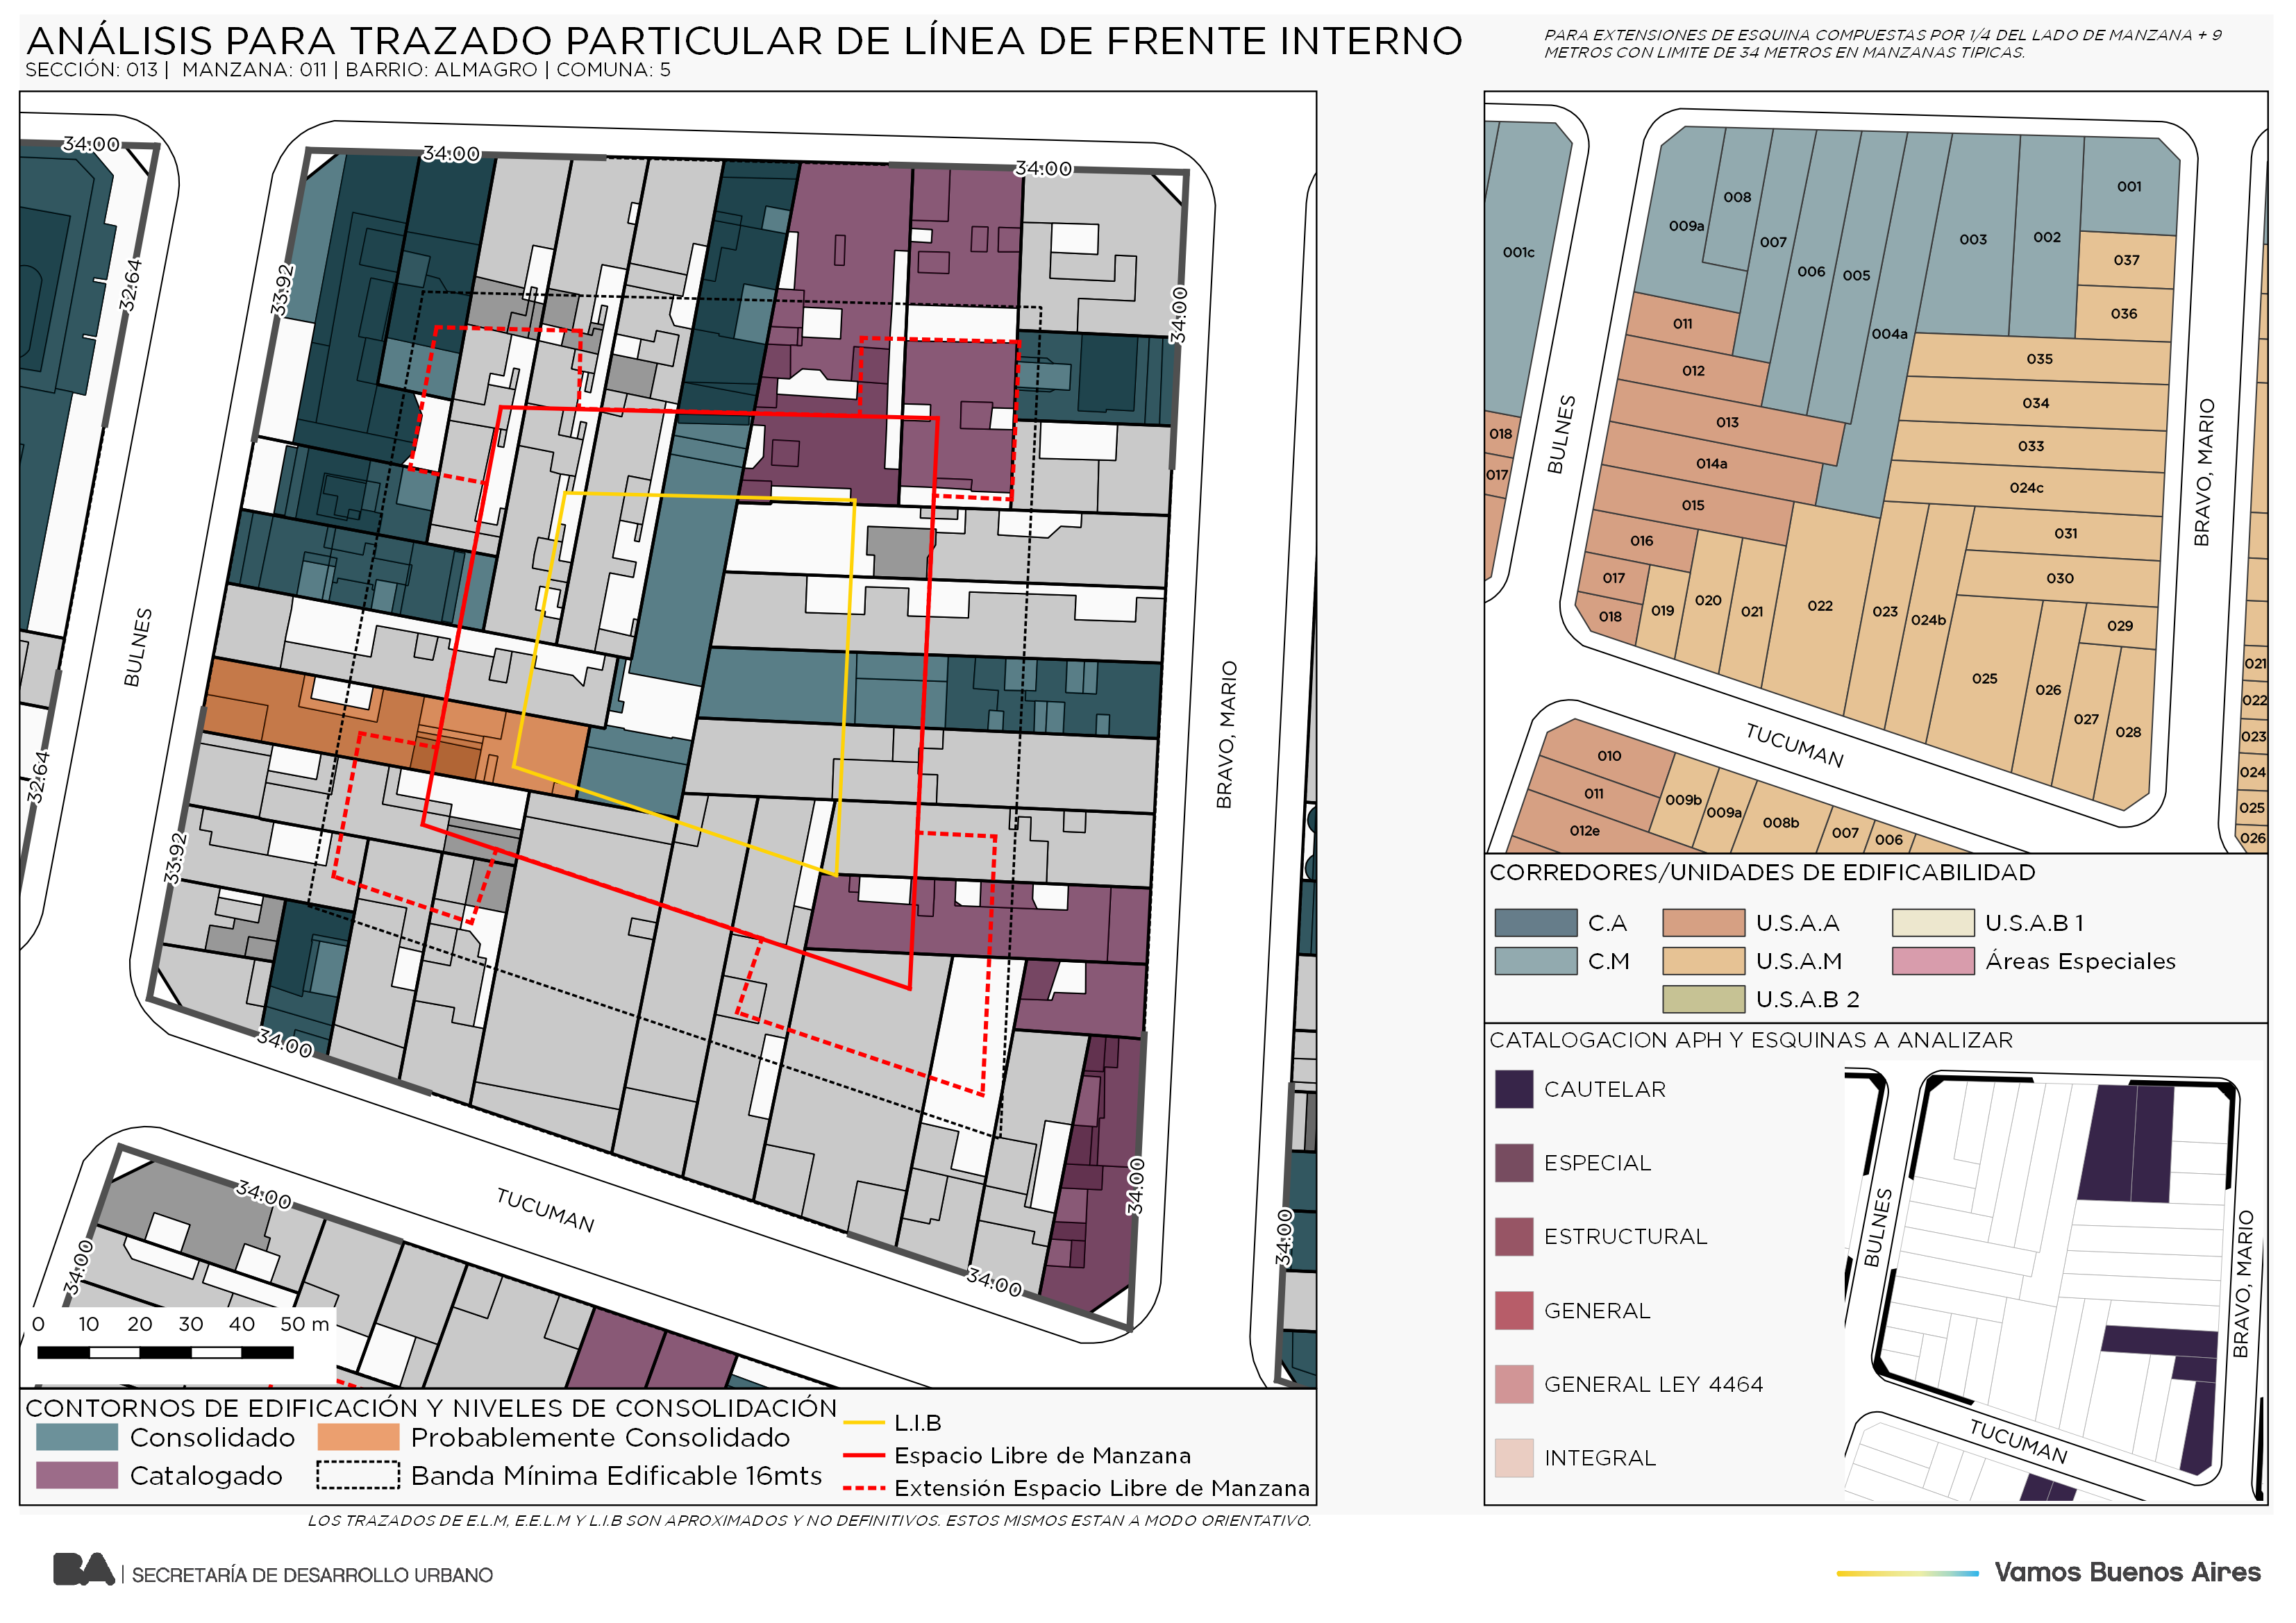 ANÁLISIS PARA TRAZADO PARTICULAR DE LÍNEA DE FRENTE INTERNO
SECCIÓN: 013 | MANZANA: 011 | BARRIO: ALMAGRO | COMUNA: 5
PARA EXTENSIONES DE ESQUINA COMPUESTAS POR 1/4 DEL LADO DE MANZANA + 9
METROS CON LIMITE DE 34 METROS EN MANZANAS TIPICAS.
34:00
34:00
34:00
32:64
33:92
34:00
BULNES
BRAVO, MARIO
32:64
33:92
34:00
34:00
34:00
TUCUMAN
34:00
34:00
34:00
34:00
0 10 20 30 40 50 m
CONTORNOS DE EDIFICACIÓN Y NIVELES DE CONSOLIDACIÓN
Consolidado
Probablemente Consolidado
Catalogado
Banda Mínima Edificable 16mts
L.I.B
Espacio Libre de Manzana
Extensión Espacio Libre de Manzana
LOS TRAZADOS DE E.L.M, E.E.L.M Y L.I.B SON APROXIMADOS Y NO DEFINITIVOS. ESTOS MISMOS ESTAN A MODO ORIENTATIVO.
001
008
009a
003
002
007
001c
037
006
005
036
011
004a
035
012
034
013
018
033
014a
017
024c
015
031
016
030
017
020
022
019
021
023
018
024b
029
021
025
026
022
027
028
023
010
024
011
009b
025
009a
008b
012e
007
006
026
BULNES
BRAVO, MARIO
TUCUMAN
CORREDORES/UNIDADES DE EDIFICABILIDAD
C.A
U.S.A.A
U.S.A.B 1
C.M
U.S.A.M
Áreas Especiales
U.S.A.B 2
CATALOGACION APH Y ESQUINAS A ANALIZAR
CAUTELAR
ESPECIAL
ESTRUCTURAL
GENERAL
GENERAL LEY 4464
INTEGRAL
BULNES
BRAVO, MARIO
TUCUMAN
BA | SECRETARÍA DE DESARROLLO URBANO
Vamos Buenos Aires